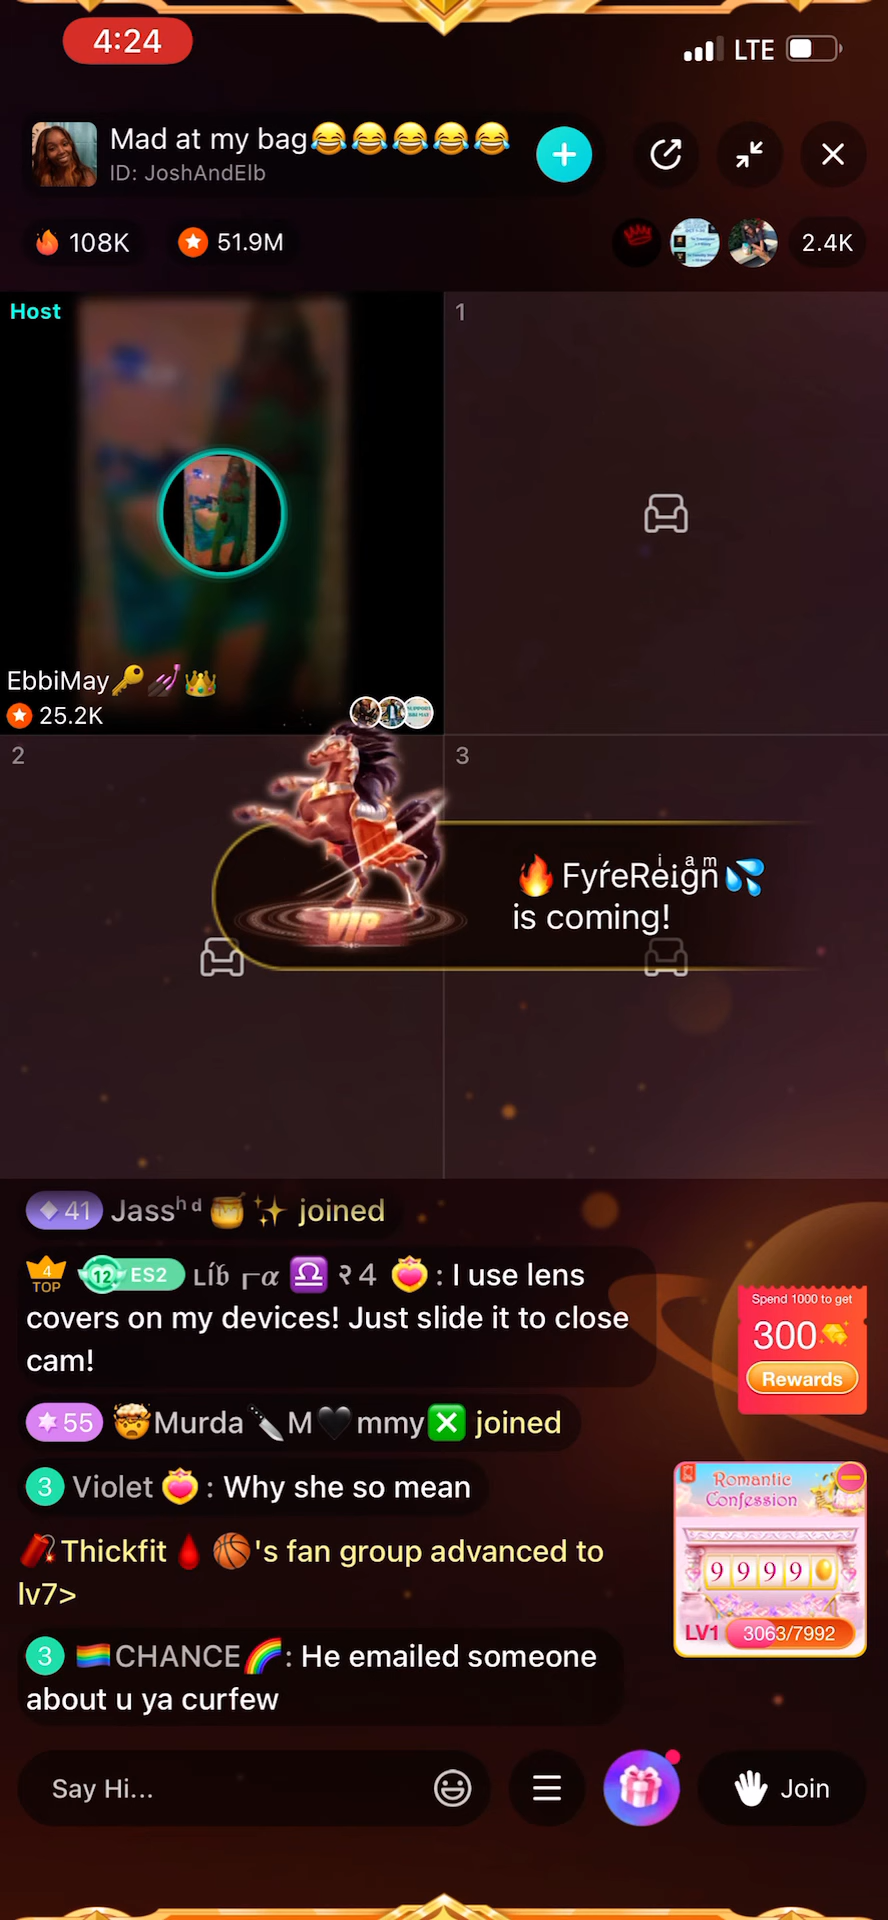 4:24
LTE
Mad at my bag😂😂😂😂😂
ID: JoshAndElb
108K
51.9M
2.4K
Host
1
EbbiMay🔑💅🏿👑
25.2K
2
3
VIP
🔥FyŕeReign💦
is coming!
41 Jassʰᵈ🍯✨ joined
4
TOP
12 ES2
: I use lens
covers on my devices! Just slide it to close
cam!
55 🤯Murda🔪M🖤mmy❎ joined
3 Violet : Why she so mean
🧨Thickfit🩸🏀's fan group advanced to
lv7>
3 🏳️‍🌈CHANCE🌈: He emailed someone
about u ya curfew
Spend 1000 to get
300
Rewards
Romantic
Confession
9 9 9 9
LV1 3063/7992
Say Hi...
Join